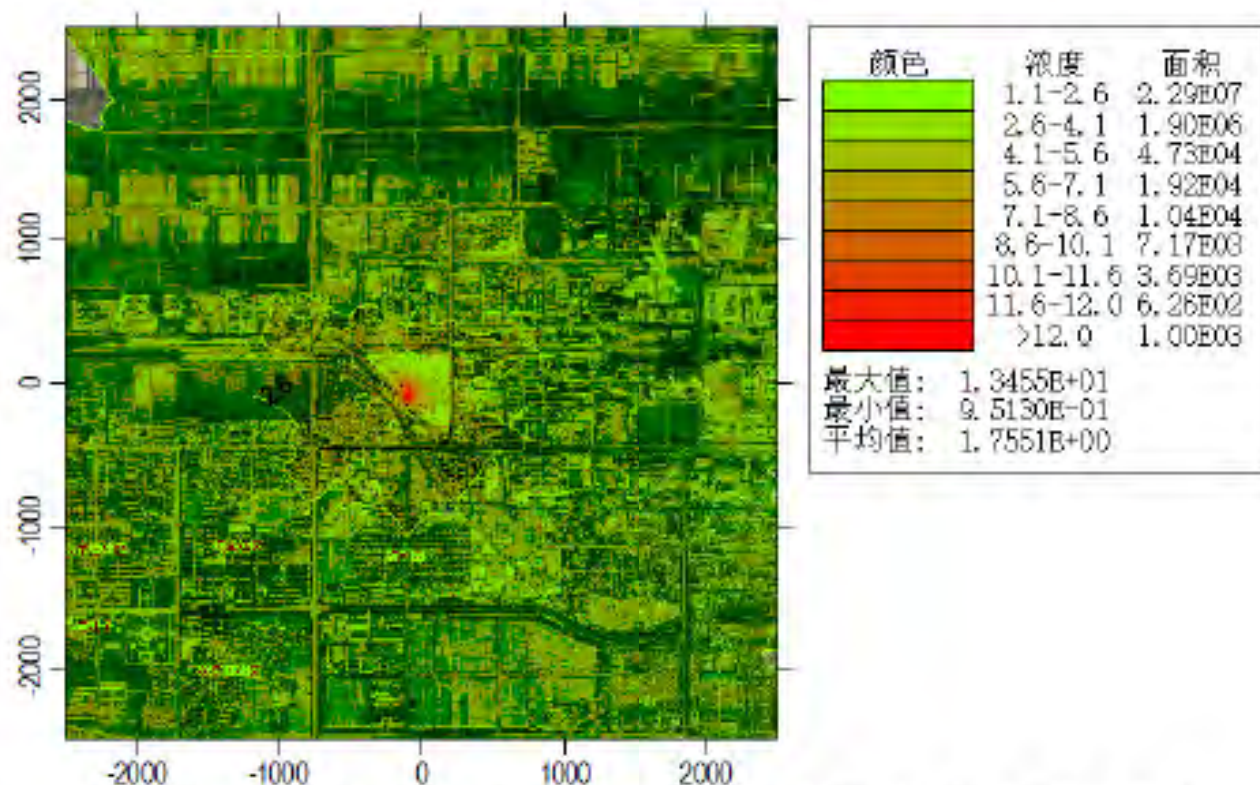 颜色 浓度 面积
1.1-2.6 2.29E07
2.6-4.1 1.90E06
4.1-5.6 4.73E04
5.6-7.1 1.92E04
7.1-8.6 1.04E04
8.6-10.1 7.17E03
10.1-11.6 3.69E03
11.6-12.0 6.26E02
>12.0 1.00E03
最大值: 1.3455E+01
最小值: 9.5130E-01
平均值: 1.7551E+00
2000
1000
0
-1000
-2000
2.6
-2000 -1000 0 1000 2000